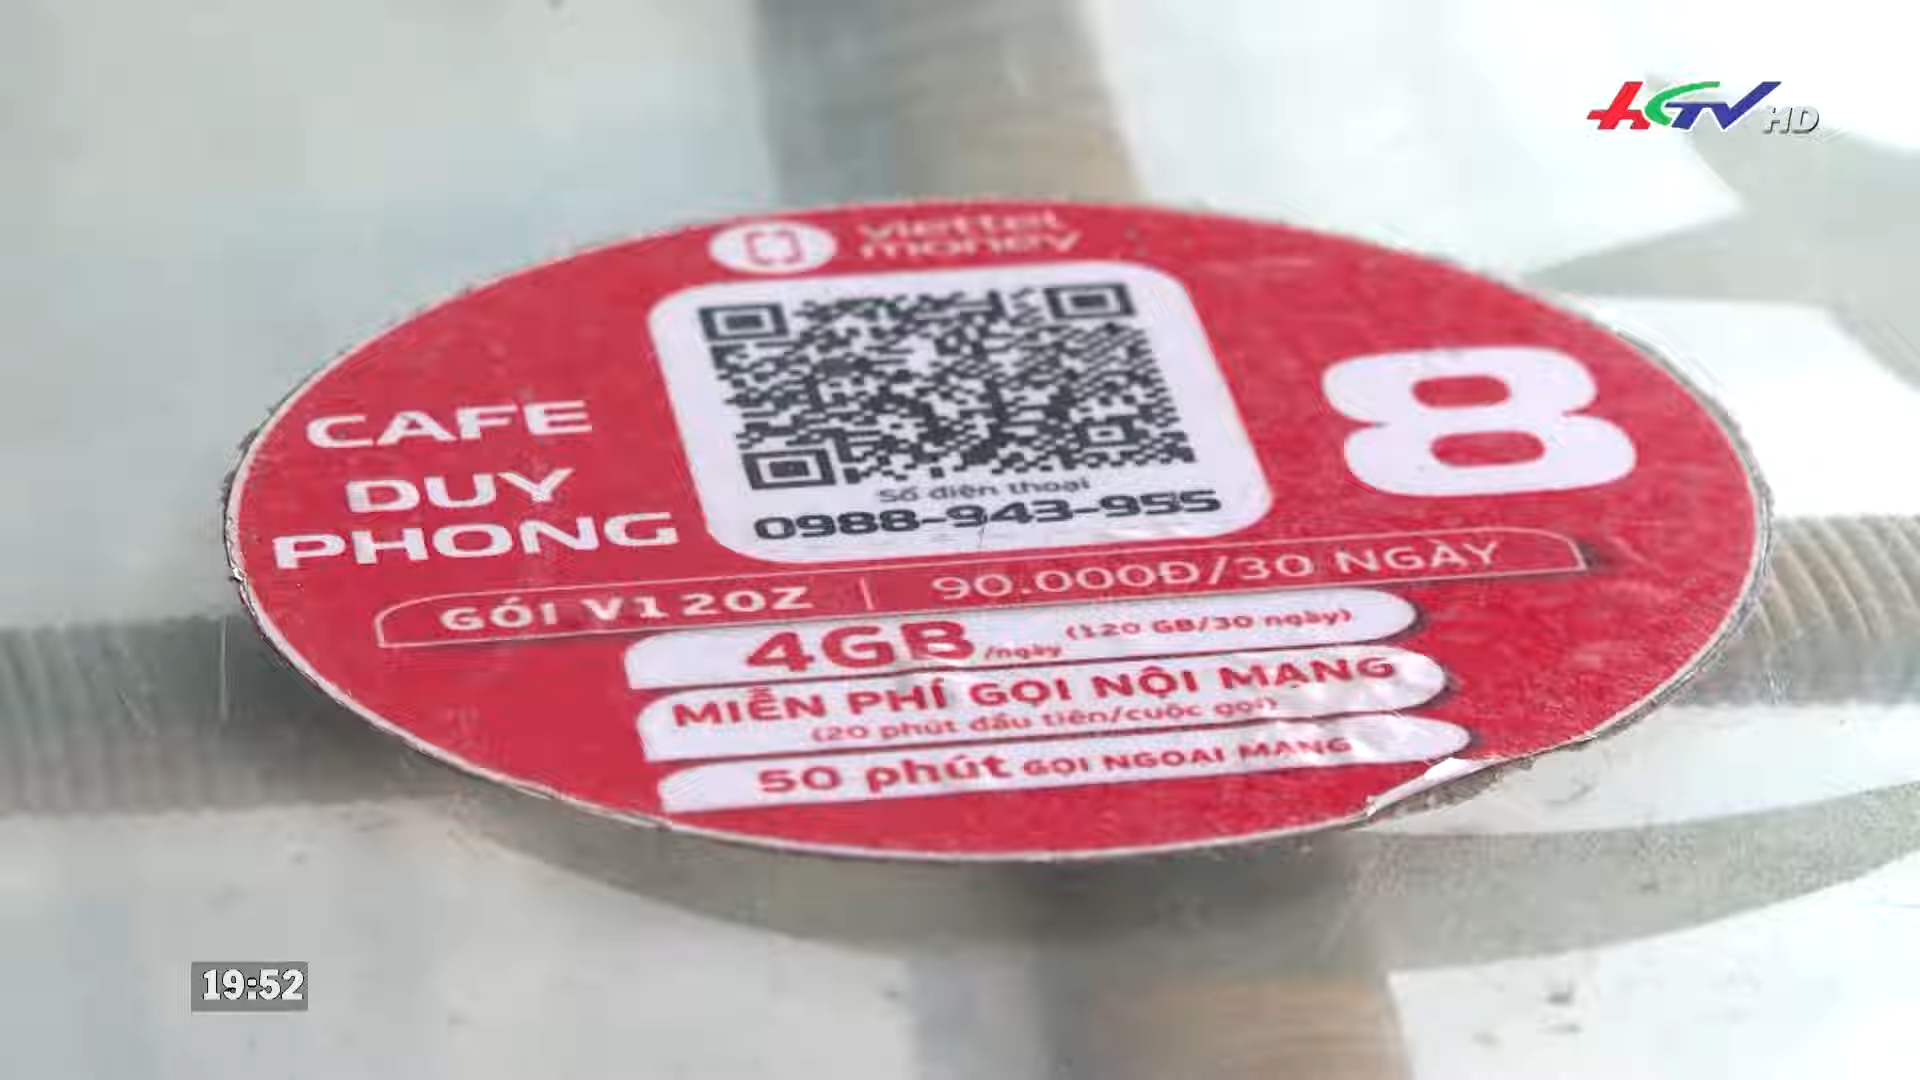 HGTV HD
viettel
money
CAFE
DUY
PHONG
8
Số điện thoại
0988-943-955
GÓI V120Z | 90.000Đ/30 NGÀY
4GB/ngày (120 GB/30 ngày)
MIỄN PHÍ GỌI NỘI MẠNG
(20 phút đầu tiên/cuộc gọi)
50 phút GỌI NGOẠI MẠNG
19:52